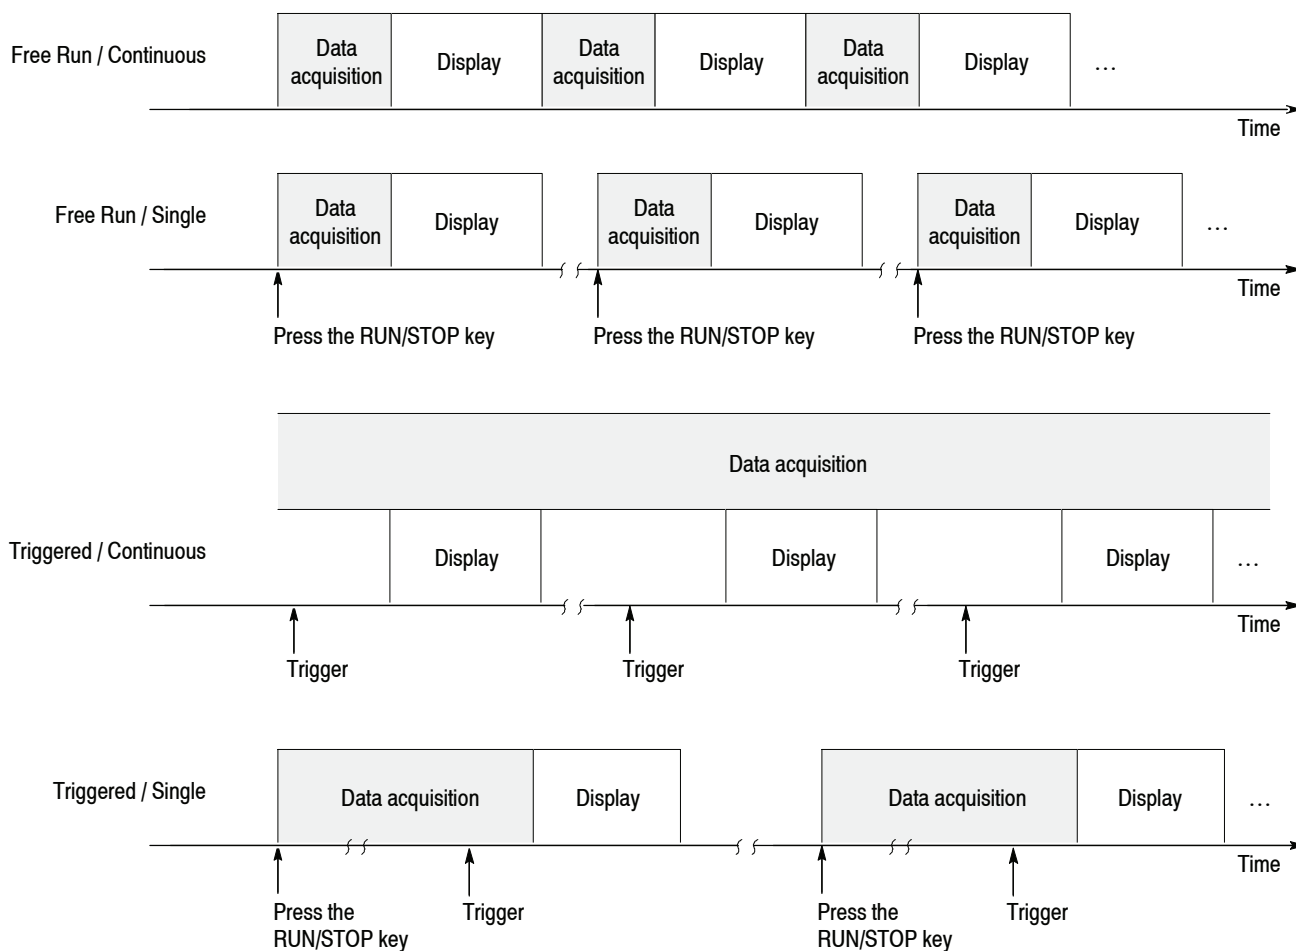 Free Run / Continuous
Data
acquisition
Display
Data
acquisition
Display
Data
acquisition
Display
…
Time
Free Run / Single
Data
acquisition
Display
Data
acquisition
Display
Data
acquisition
Display
…
Time
Press the RUN/STOP key
Press the RUN/STOP key
Press the RUN/STOP key
Data acquisition
Triggered / Continuous
Display
Display
Display
…
Time
Trigger
Trigger
Trigger
Triggered / Single
Data acquisition
Display
Data acquisition
Display
…
Time
Press the
RUN/STOP key
Trigger
Press the
RUN/STOP key
Trigger